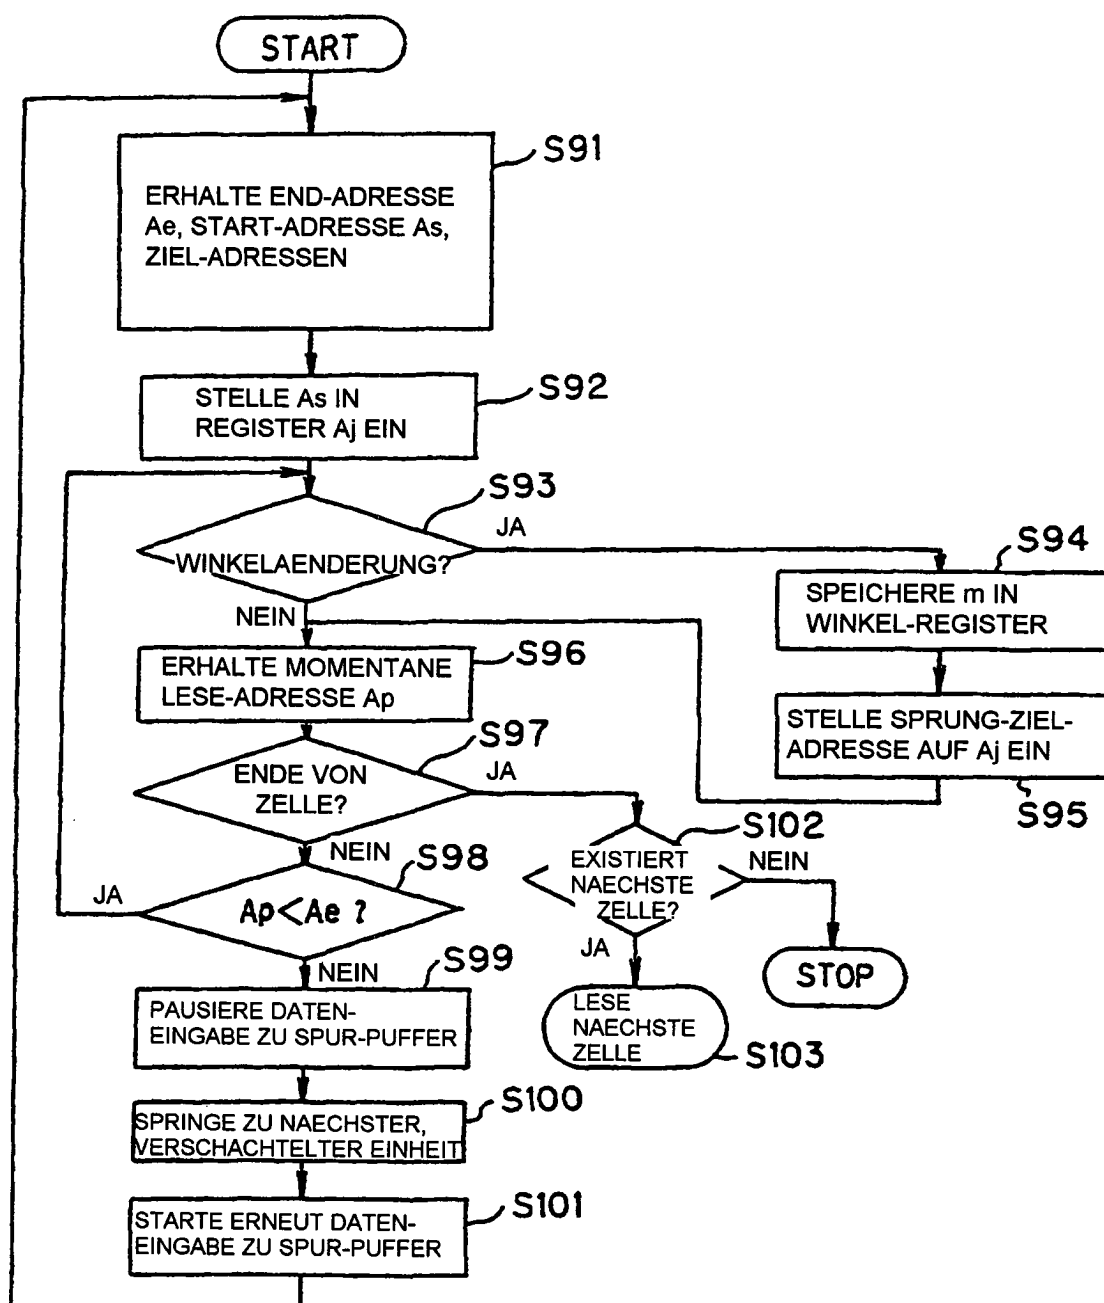 START
S91
ERHALTE END-ADRESSE
Ae, START-ADRESSE As,
ZIEL-ADRESSEN
S92
STELLE As IN
REGISTER Aj EIN
S93
JA
WINKELAENDERUNG?
NEIN
S94
SPEICHERE m IN
WINKEL-REGISTER
STELLE SPRUNG-ZIEL-
ADRESSE AUF Aj EIN
S95
S96
ERHALTE MOMENTANE
LESE-ADRESSE Ap
S97
ENDE VON
ZELLE?
JA
NEIN
S98
JA
Ap<Ae ?
NEIN
S102
EXISTIERT
NAECHSTE
ZELLE?
NEIN
JA
STOP
LESE
NAECHSTE
ZELLE
S103
S99
PAUSIERE DATEN-
EINGABE ZU SPUR-PUFFER
S100
SPRINGE ZU NAECHSTER,
VERSCHACHTELTER EINHEIT
S101
STARTE ERNEUT DATEN-
EINGABE ZU SPUR-PUFFER